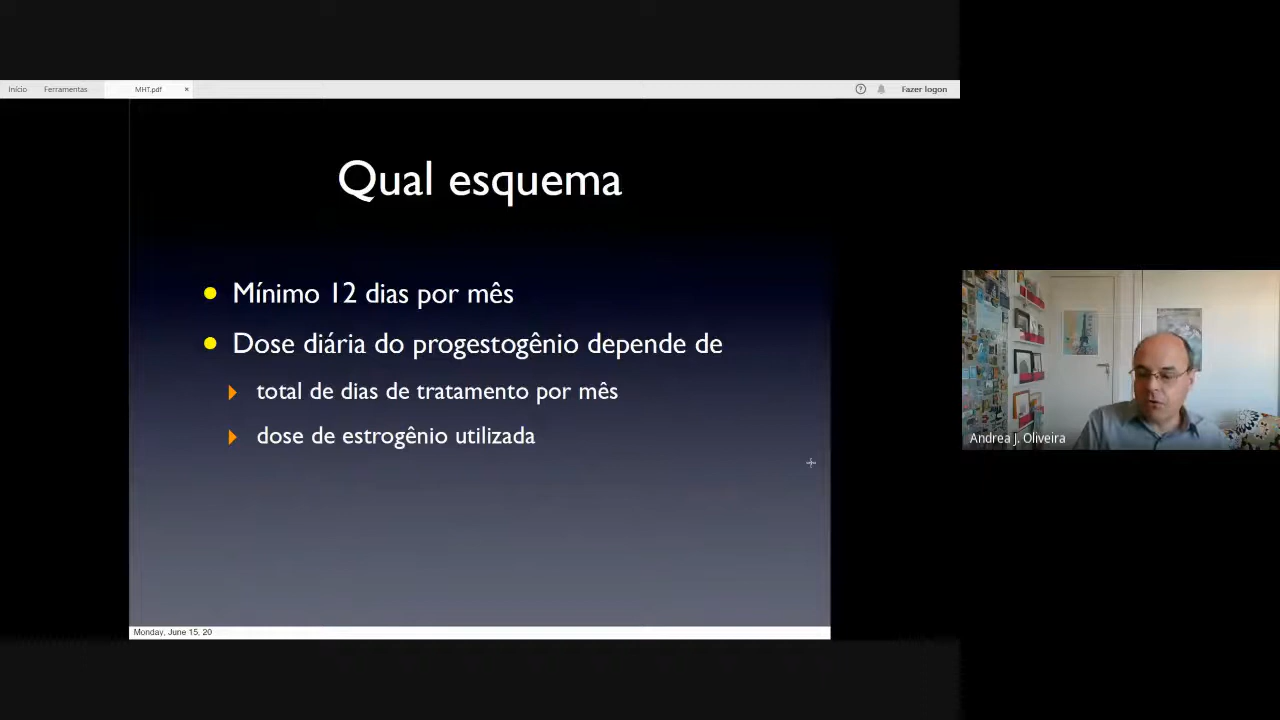 Início Ferramentas MHT.pdf × ? Fazer logon
Qual esquema
Mínimo 12 dias por mês
Dose diária do progestogênio depende de
total de dias de tratamento por mês
dose de estrogênio utilizada
Andrea J. Oliveira
Monday, June 15, 20